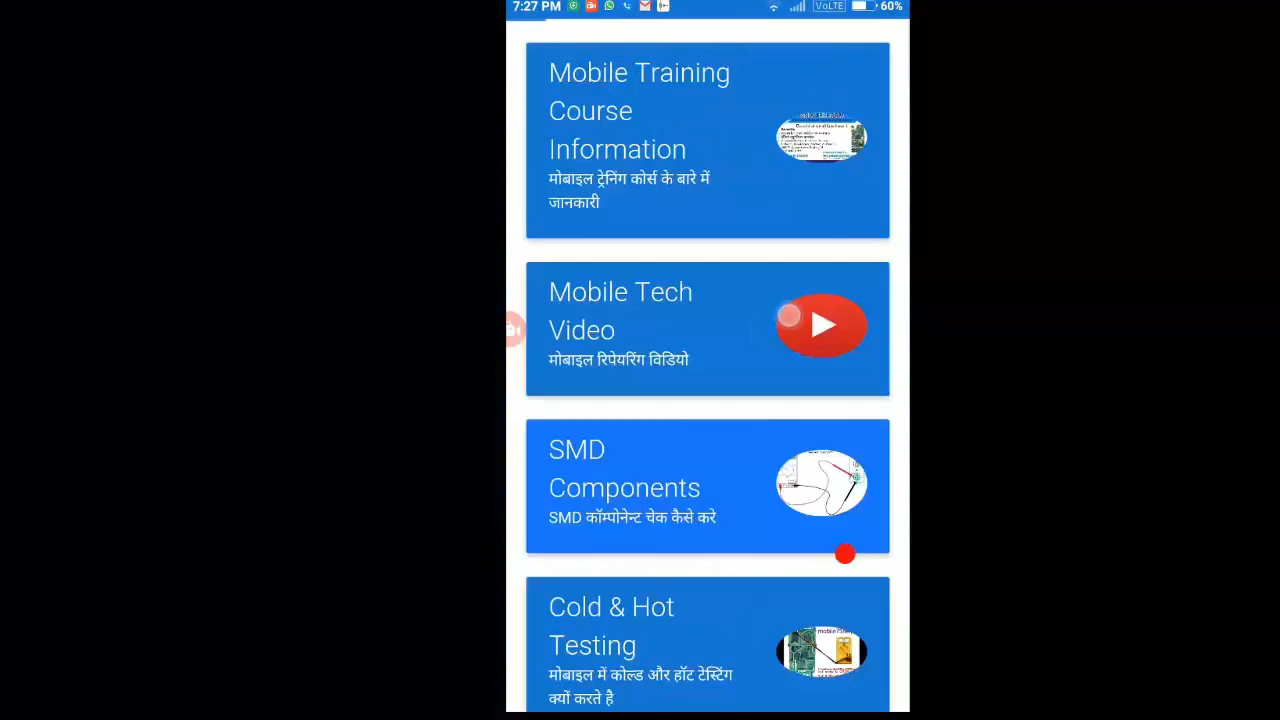 7:27 PM VoLTE 60%
Mobile Training
Course
Information
मोबाइल ट्रेनिंग कोर्स के बारे में
जानकारी
Mobile Tech
Video
मोबाइल रिपेयरिंग विडियो
SMD
Components
SMD कॉम्पोनेन्ट चेक कैसे करे
Cold & Hot
Testing
मोबाइल में कोल्ड और हॉट टेस्टिंग
क्यों करते है